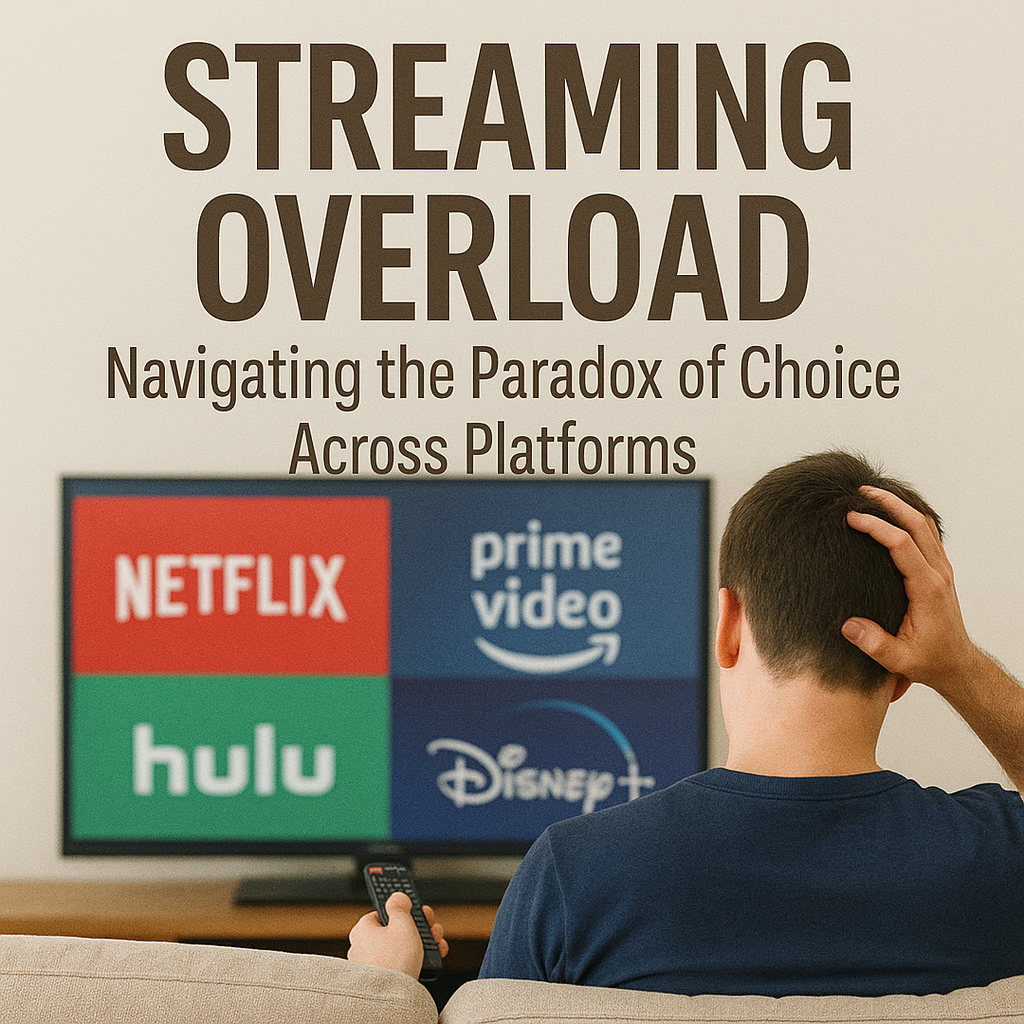 STREAMING
OVERLOAD
Navigating the Paradox of Choice
Across Platforms
NETFLIX
prime
video
hulu
Disney+